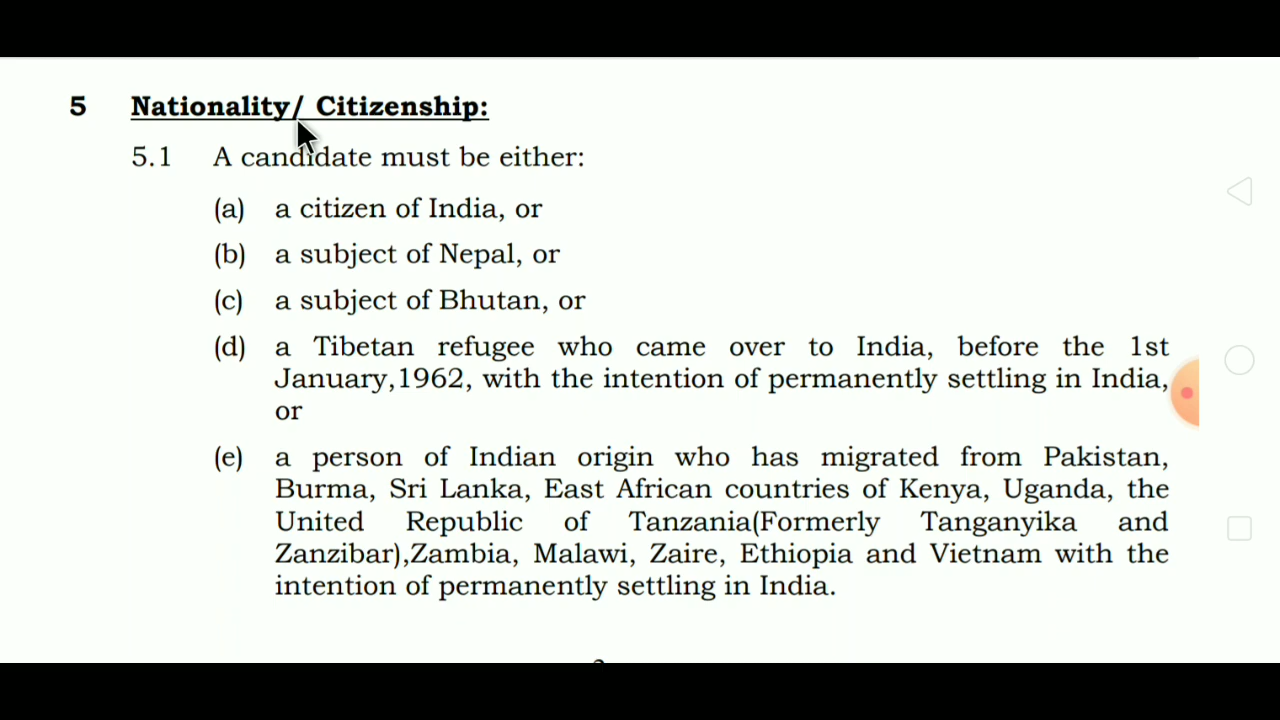 5 Nationality/ Citizenship:
5.1 A candidate must be either:
(a) a citizen of India, or
(b) a subject of Nepal, or
(c) a subject of Bhutan, or
(d) a Tibetan refugee who came over to India, before the 1st
January,1962, with the intention of permanently settling in India,
or
(e) a person of Indian origin who has migrated from Pakistan,
Burma, Sri Lanka, East African countries of Kenya, Uganda, the
United Republic of Tanzania(Formerly Tanganyika and
Zanzibar),Zambia, Malawi, Zaire, Ethiopia and Vietnam with the
intention of permanently settling in India.